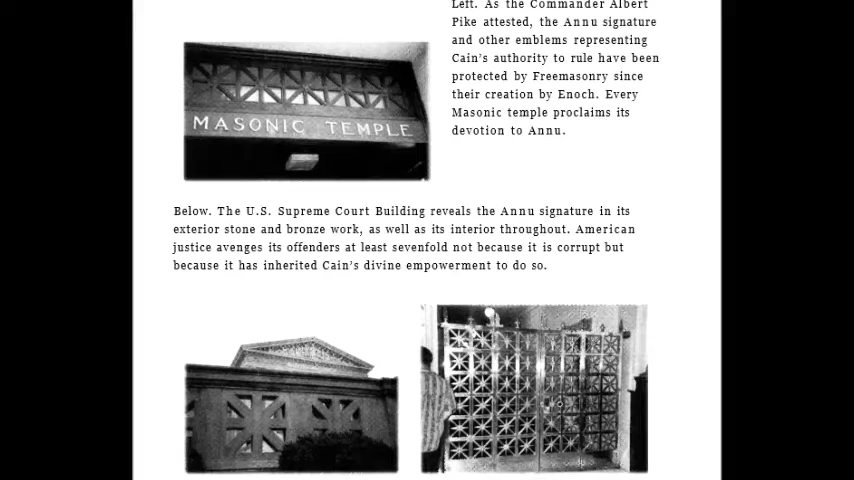 Left. As the Commander Albert
Pike attested, the Annu signature
and other emblems representing
Cain's authority to rule have been
protected by Freemasonry since
their creation by Enoch. Every
Masonic temple proclaims its
devotion to Annu.
MASONIC TEMPLE
Below. The U.S. Supreme Court Building reveals the Annu signature in its
exterior stone and bronze work, as well as its interior throughout. American
justice avenges its offenders at least sevenfold not because it is corrupt but
because it has inherited Cain's divine empowerment to do so.